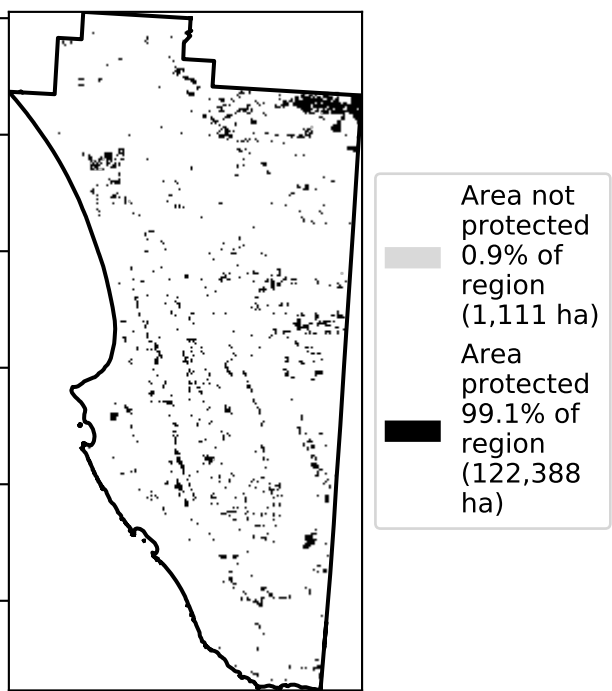 Area not
protected
0.9% of
region
(1,111 ha)
Area
protected
99.1% of
region
(122,388
ha)